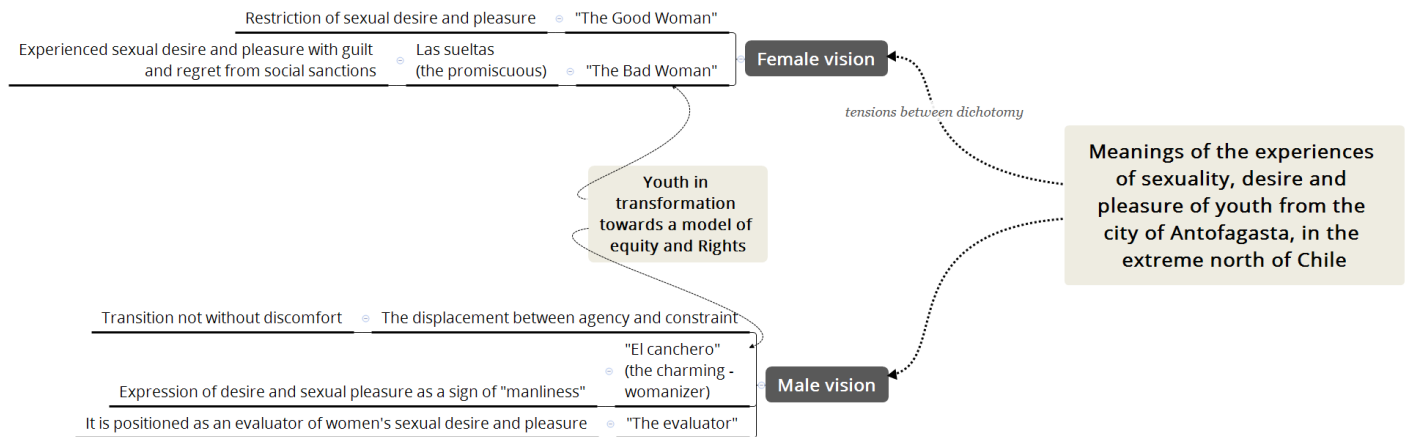 Restriction of sexual desire and pleasure
"The Good Woman"
Experienced sexual desire and pleasure with guilt
and regret from social sanctions
Las sueltas
(the promiscuous)
"The Bad Woman"
Female vision
tensions between dichotomy
Meanings of the experiences
of sexuality, desire and
pleasure of youth from the
city of Antofagasta, in the
extreme north of Chile
Youth in
transformation
towards a model of
equity and Rights
Transition not without discomfort
The displacement between agency and constraint
"El canchero"
(the charming -
womanizer)
Expression of desire and sexual pleasure as a sign of "manliness"
Male vision
It is positioned as an evaluator of women's sexual desire and pleasure
"The evaluator"